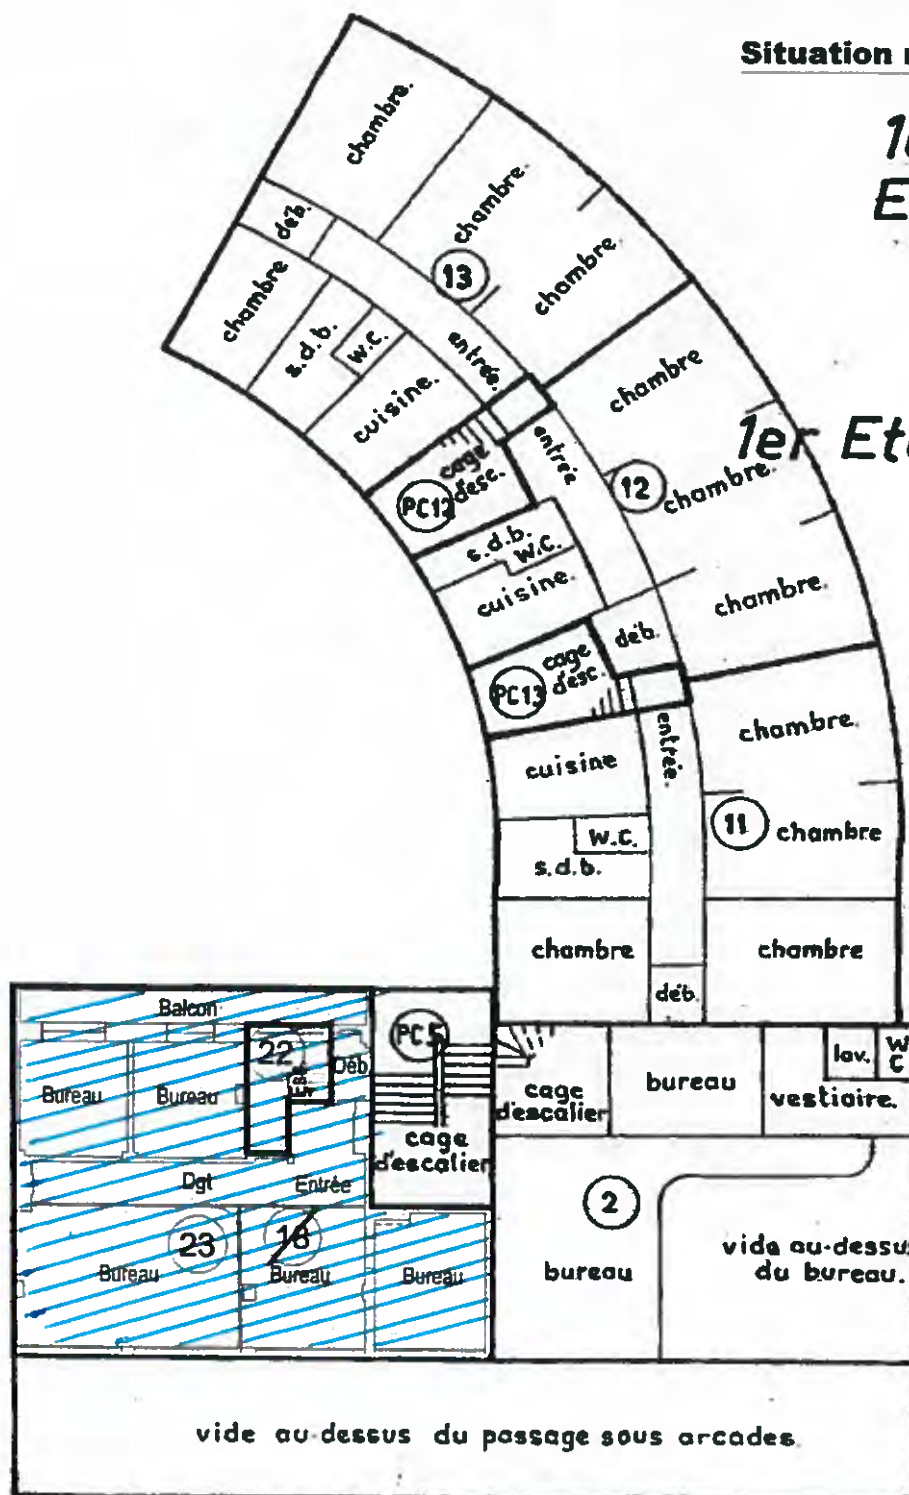 Situation
chambre.
chambre.
déb.
chambre
13
chambre.
s.d.b.
W.C.
entrée.
cuisine.
chambre
1er
entrée
cage
d'esc.
PC12
12
chambre.
s.d.b.
W.C.
cuisine.
chambre.
déb.
cage
d'esc.
PC13
entrée.
chambre.
cuisine
11
chambre
W.C.
s.d.b.
chambre
chambre
déb.
Balcon
PC5
22
Déb.
Bureau
Bureau
cage
d'escalier
bureau
lav.
W
C
vestiaire.
cage
d'escalier
Dgt
Entrée
2
23
18
Bureau
Bureau
Bureau
bureau
vide au-dessus
du bureau.
vide au-dessus du passage sous arcades.